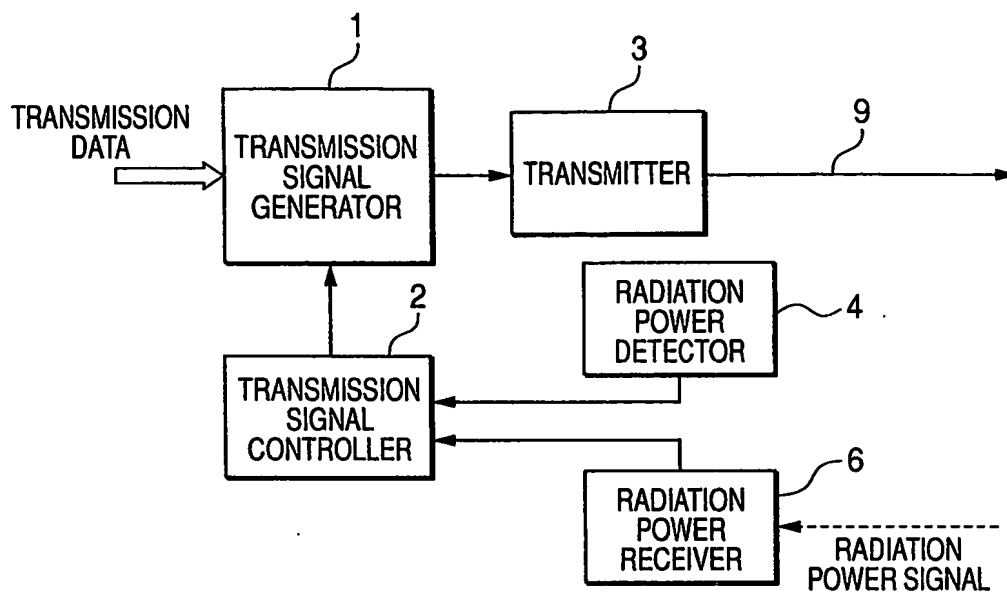 1
3
9
TRANSMISSION
DATA
TRANSMISSION
SIGNAL
GENERATOR
TRANSMITTER
2
4
RADIATION
POWER
DETECTOR
TRANSMISSION
SIGNAL
CONTROLLER
6
RADIATION
POWER
RECEIVER
RADIATION
POWER SIGNAL